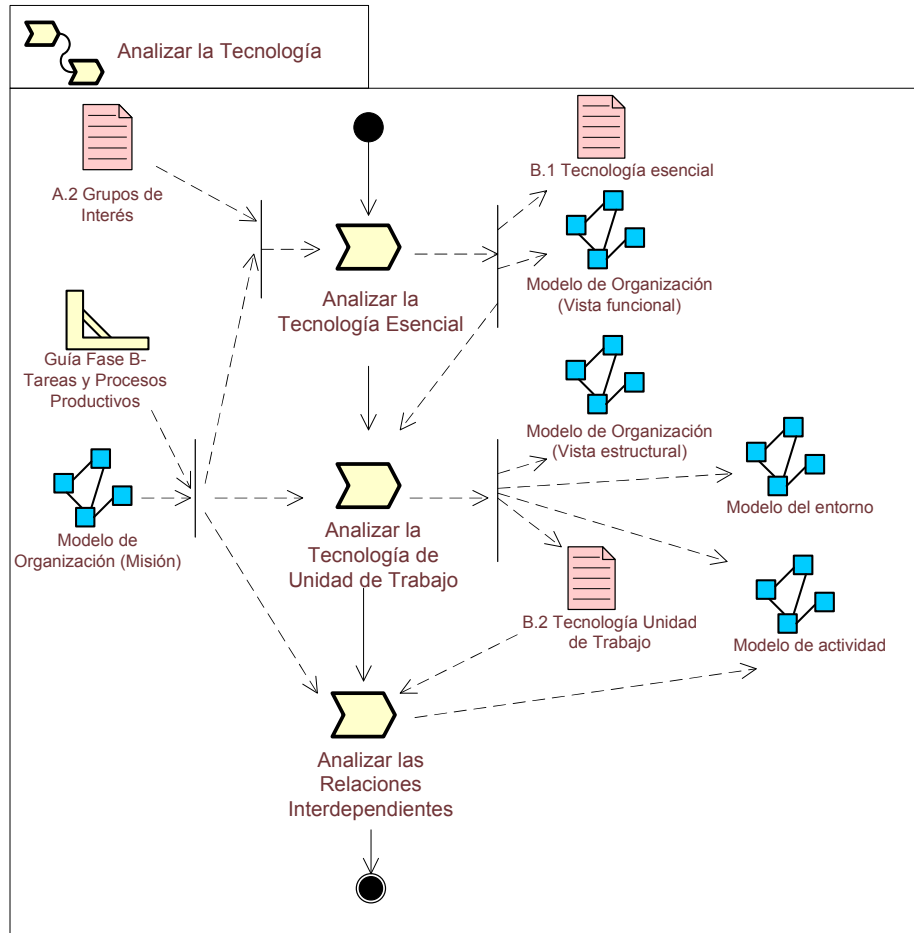 Analizar la Tecnología
A.2 Grupos de
Interés
B.1 Tecnología esencial
Analizar la
Tecnología Esencial
Modelo de Organización
(Vista funcional)
Guía Fase B-
Tareas y Procesos
Productivos
Modelo de Organización
(Vista estructural)
Modelo de
Organización (Misión)
Analizar la
Tecnología de
Unidad de Trabajo
Modelo del entorno
B.2 Tecnología Unidad
de Trabajo
Modelo de actividad
Analizar las
Relaciones
Interdependientes